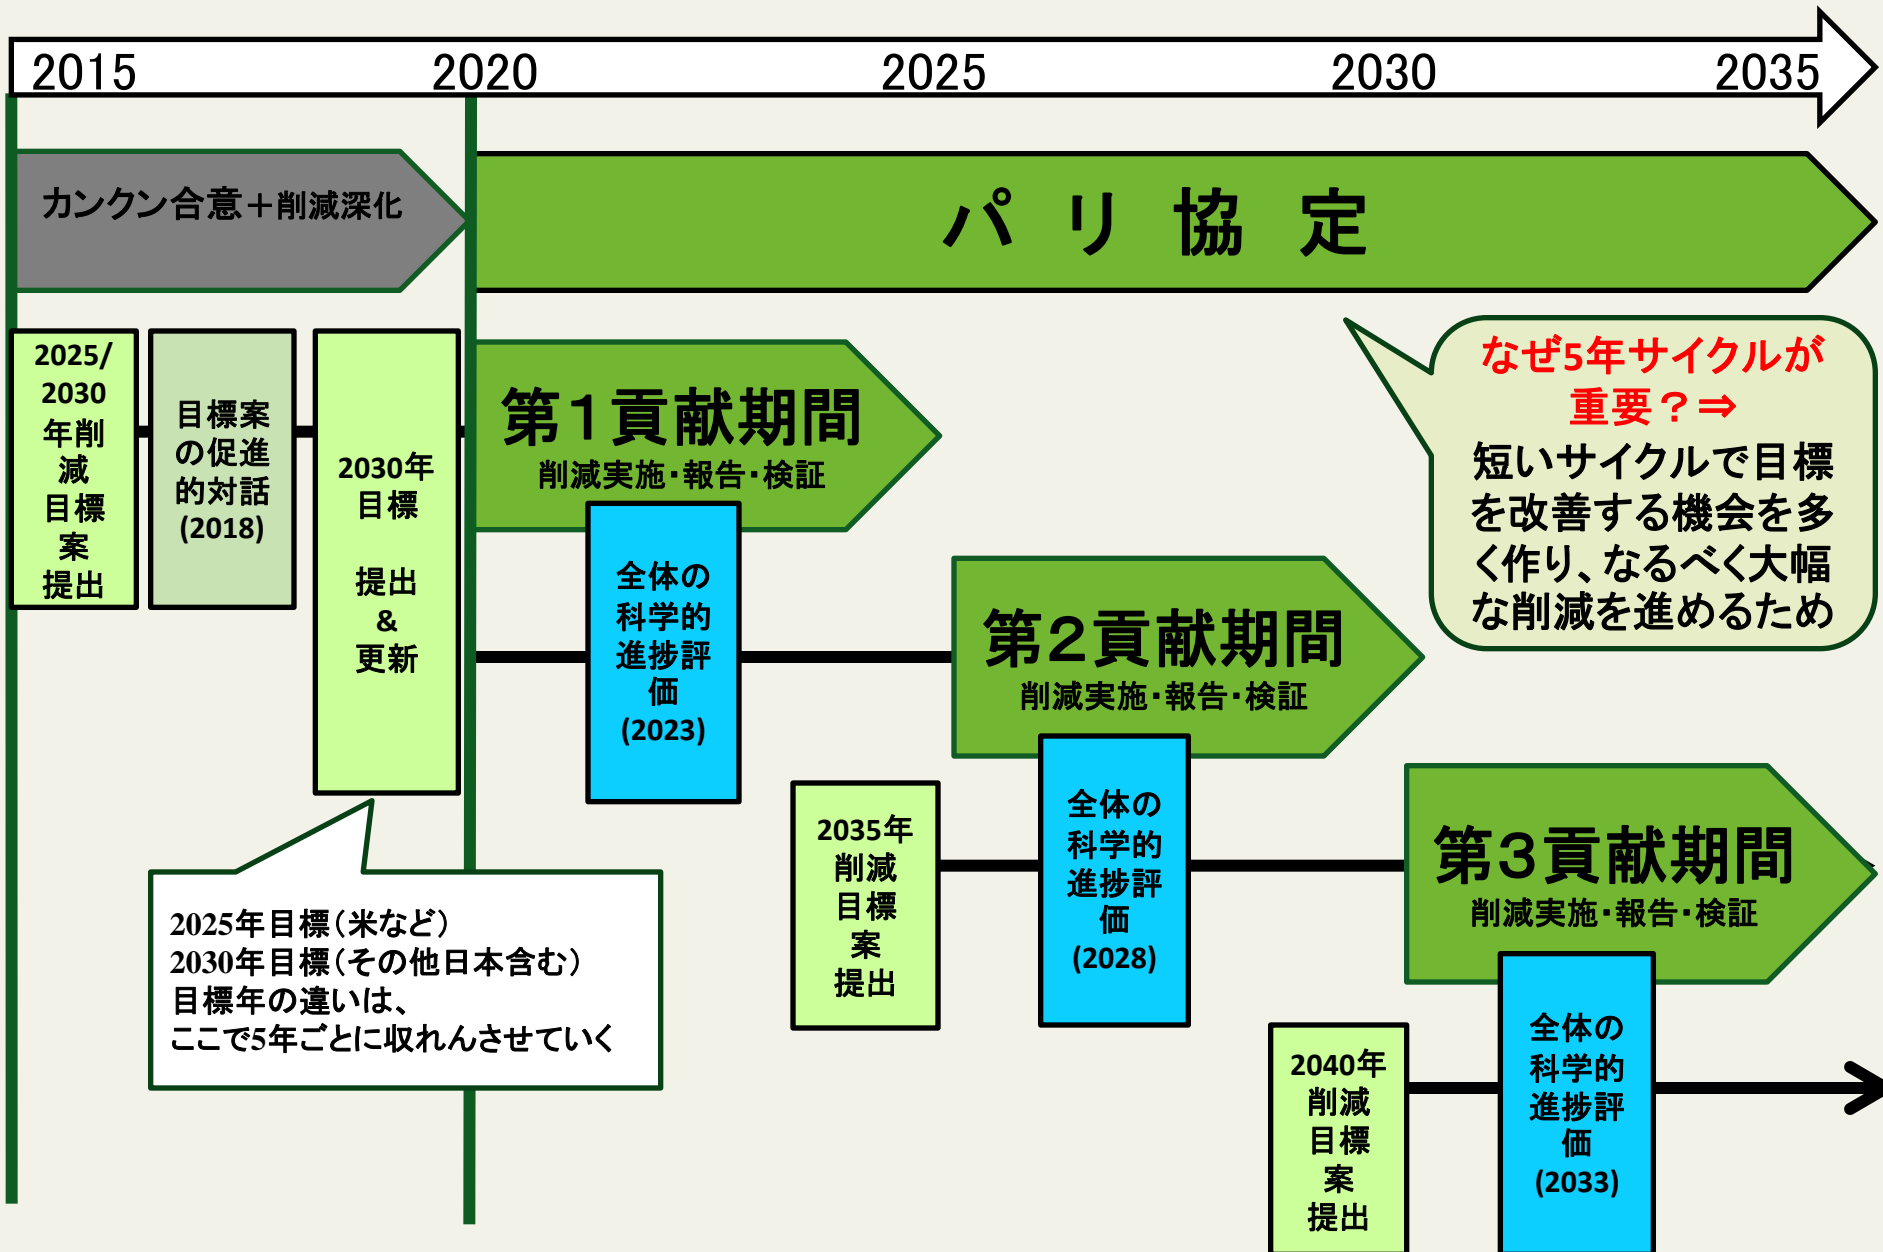 2015
2020
2025
2030
2035
カンクン合意＋削減深化
パリ協定
2025/
2030
年削
減
目標
案
提出
目標案
の促進
的対話
(2018)
2030年
目標
提出
&
更新
第1貢献期間
削減実施・報告・検証
全体の
科学的
進捗評
価
(2023)
なぜ5年サイクルが
重要？⇒
短いサイクルで目標
を改善する機会を多
く作り、なるべく大幅
な削減を進めるため
第2貢献期間
削減実施・報告・検証
2035年
削減
目標
案
提出
全体の
科学的
進捗評
価
(2028)
第3貢献期間
削減実施・報告・検証
2025年目標（米など）
2030年目標（その他日本含む）
目標年の違いは、
ここで5年ごとに収れんさせていく
2040年
削減
目標
案
提出
全体の
科学的
進捗評
価
(2033)